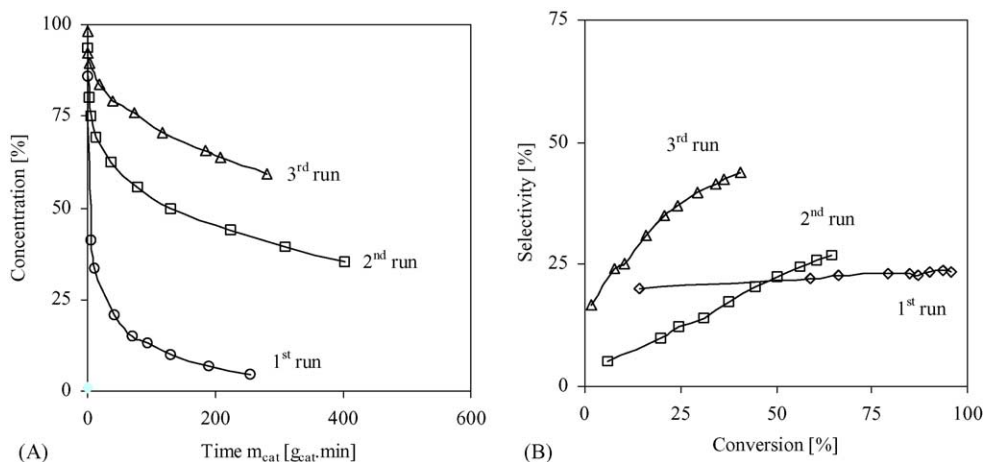 100
75
50
25
0
Concentration [%]
3rd run
2nd run
1st run
0
200
400
600
(A)
Time mcat [gcat.min]
75
50
25
0
Selectivity [%]
3rd run
2nd run
1st run
0
25
50
75
100
(B)
Conversion [%]